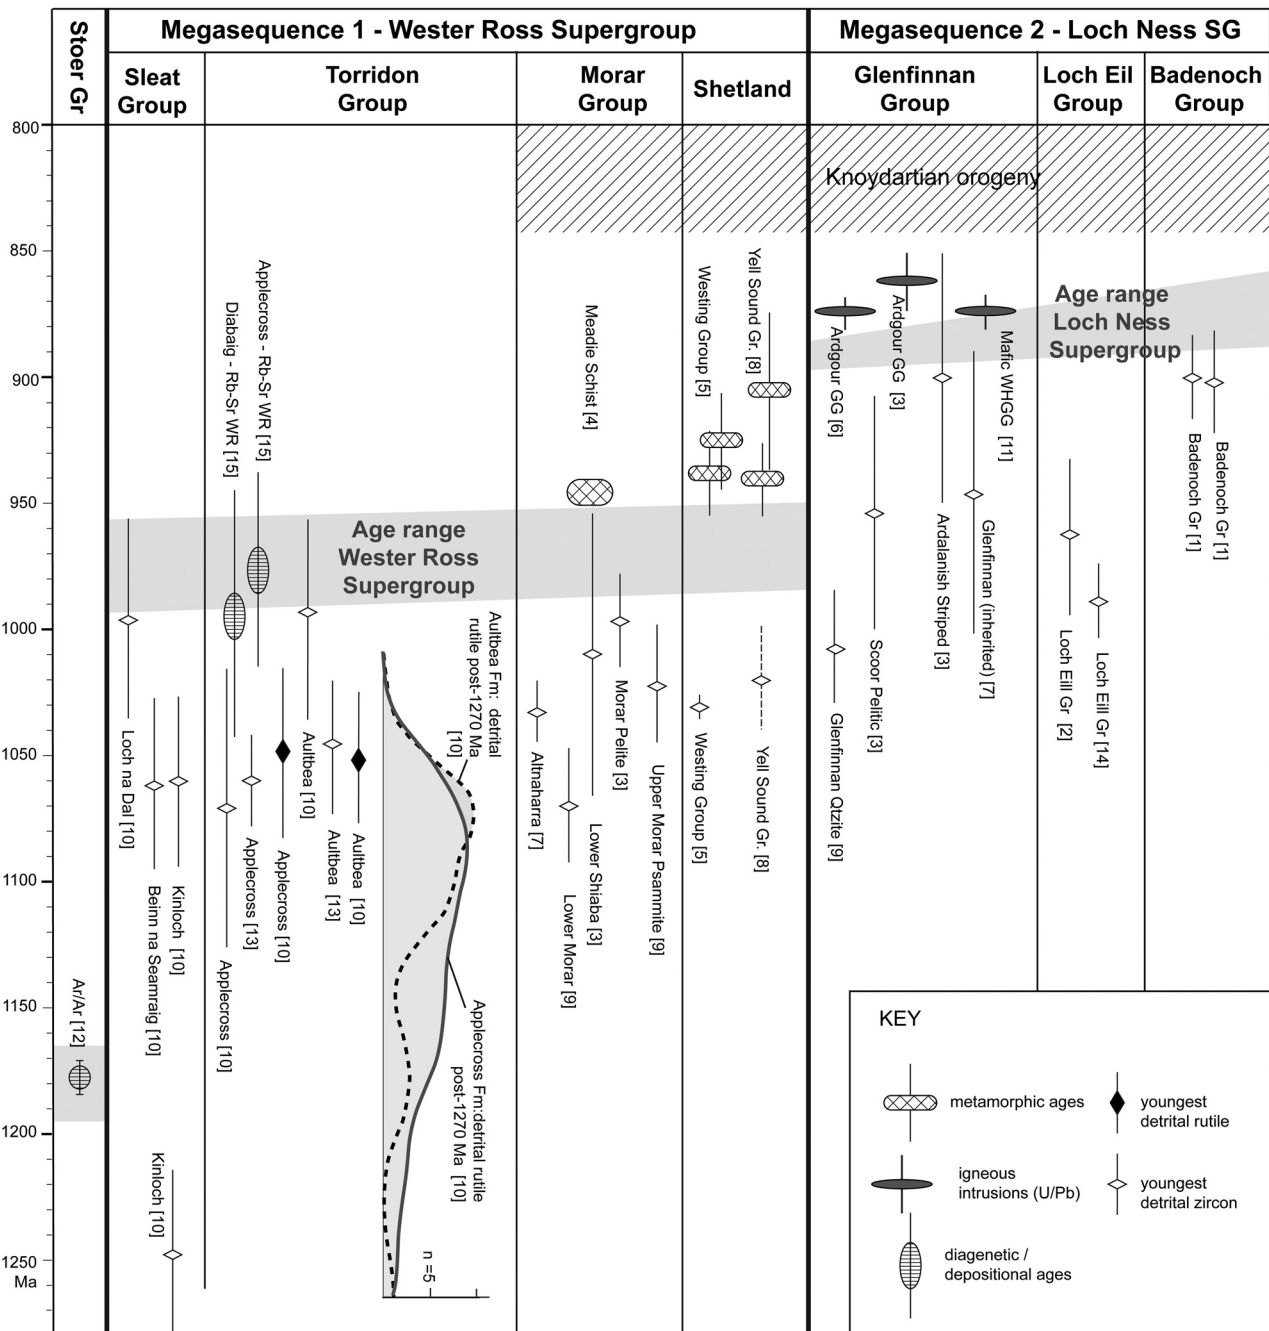 Stoer Gr
Megasequence 1 - Wester Ross Supergroup
Megasequence 2 - Loch Ness SG
Sleat
Group
Torridon
Group
Morar
Group
Shetland
Glenfinnan
Group
Loch Eil
Group
Badenoch
Group
800
850
900
950
1000
1050
1100
1150
1200
1250
Ma
Knoydartian orogeny
Age range
Wester Ross
Supergroup
Age range
Loch Ness
Supergroup
Ar/Ar [12]
Loch na Dal [10]
Beinn na Seamraig [10]
Kinloch [10]
Kinloch [10]
Diabaig - Rb-Sr WR [15]
Applecross - Rb-Sr WR [15]
Applecross [10]
Applecross [13]
Applecross [10]
Aultbea [10]
Aultbea [13]
Aultbea [10]
Aultbea Fm: detrital
rutile post-1270 Ma
[10]
Applecross Fm:detrital rutile
post-1270 Ma [10]
n =5
Meadie Schist [4]
Altnaharra [7]
Lower Morar [9]
Lower Shiaba [3]
Morar Pelite [3]
Upper Morar Psammite [9]
Westing Group [5]
Yell Sound Gr. [8]
Westing Group [5]
Yell Sound Gr. [8]
Ardgour GG [6]
Ardgour GG [3]
Mafic WHGG [11]
Glenfinnan Qtzite [9]
Scoor Pelitic [3]
Ardalanish Striped [3]
Glenfinnan (inherited) [7]
Loch Eill Gr [2]
Loch Eill Gr [14]
Badenoch Gr [1]
Badenoch Gr [1]
KEY
metamorphic ages
youngest
detrital rutile
igneous
intrusions (U/Pb)
youngest
detrital zircon
diagenetic /
depositional ages